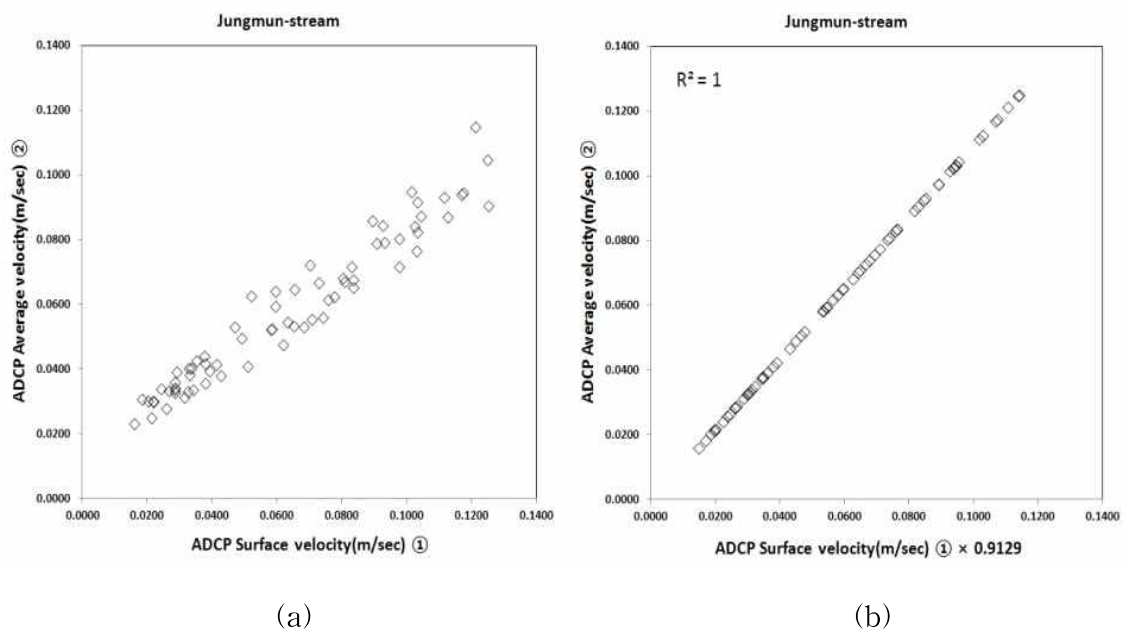 Jungmun-stream
0.1400
0.1200
0.1000
0.0800
0.0600
0.0400
0.0200
0.0000
ADCP Average velocity(m/sec) ②
0.0000 0.0200 0.0400 0.0600 0.0800 0.1000 0.1200 0.1400
ADCP Surface velocity(m/sec) ①
(a)
Jungmun-stream
R² = 1
0.1400
0.1200
0.1000
0.0800
0.0600
0.0400
0.0200
0.0000
ADCP Average velocity(m/sec) ②
0.0000 0.0200 0.0400 0.0600 0.0800 0.1000 0.1200 0.1400
ADCP Surface velocity(m/sec) ① × 0.9129
(b)